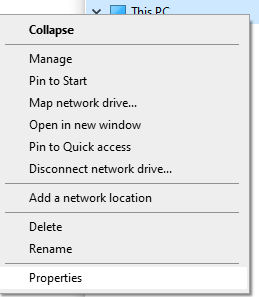 This PC
Collapse
Manage
Pin to Start
Map network drive...
Open in new window
Pin to Quick access
Disconnect network drive...
Add a network location
Delete
Rename
Properties